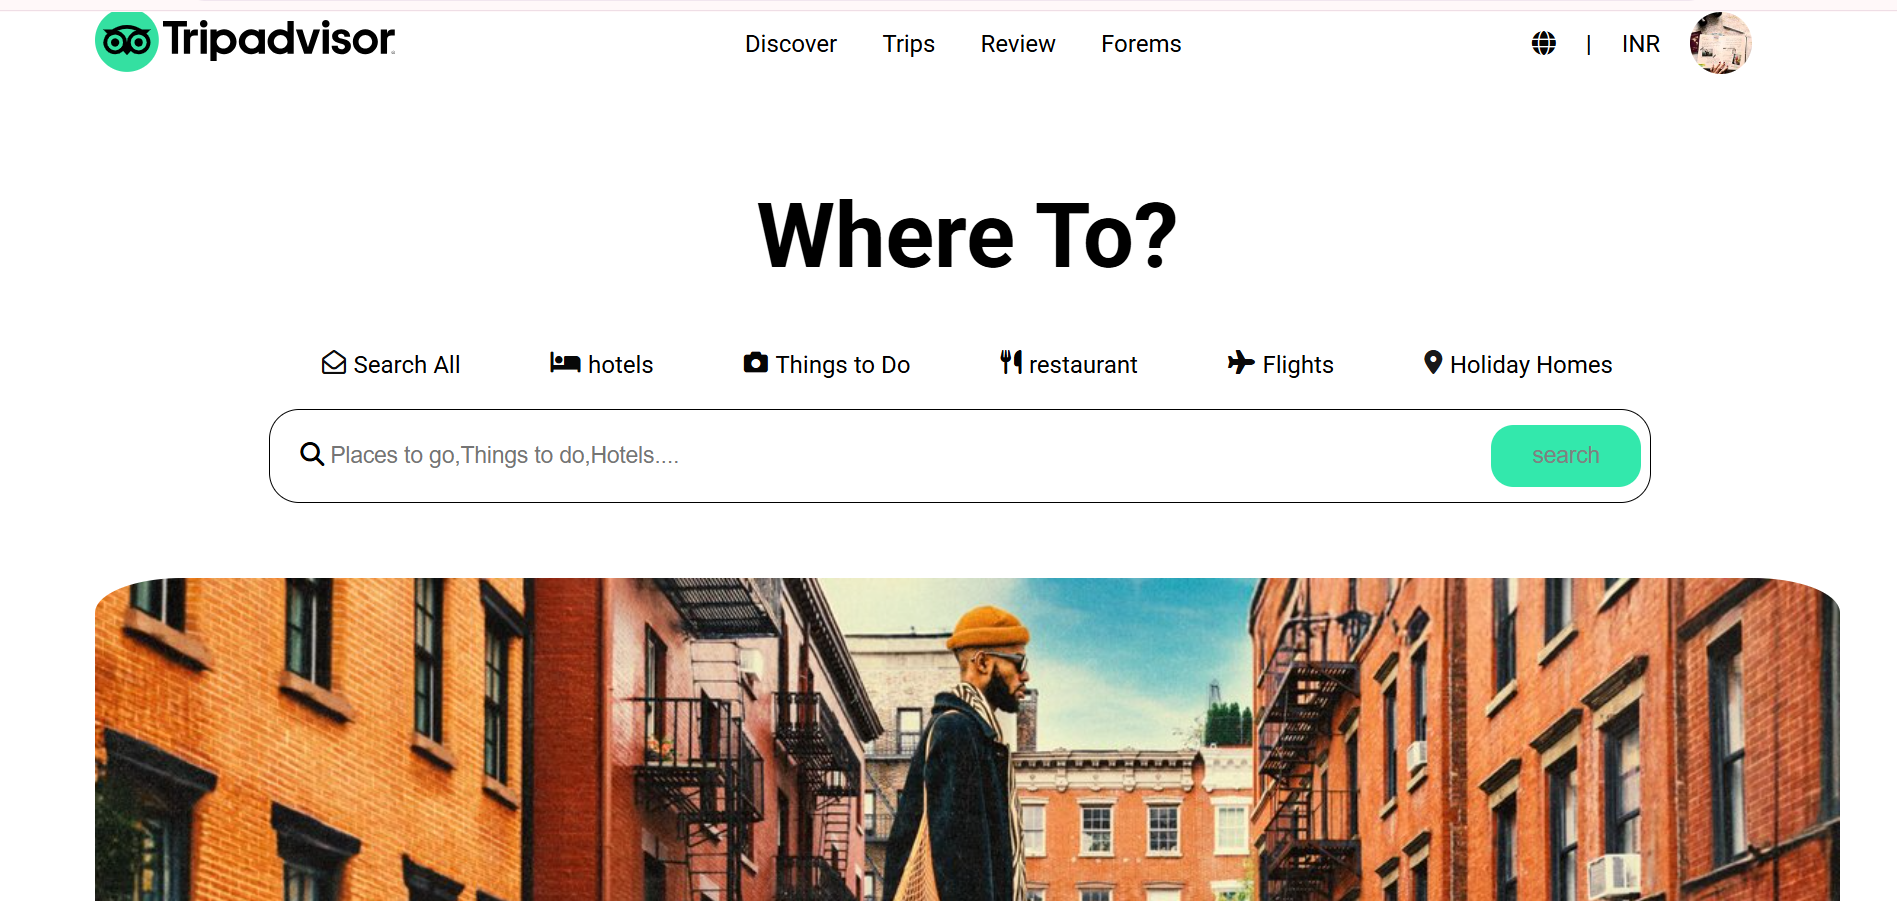 Tripadvisor
Discover Trips Review Forems | INR
Where To?
Search All hotels Things to Do restaurant Flights Holiday Homes
Places to go,Things to do,Hotels.... search